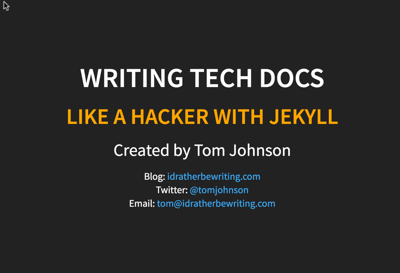 WRITING TECH DOCS
LIKE A HACKER WITH JEKYLL
Created by Tom Johnson
Blog: idratherbewriting.com
Twitter: @tomjohnson
Email: tom@idratherbewriting.com